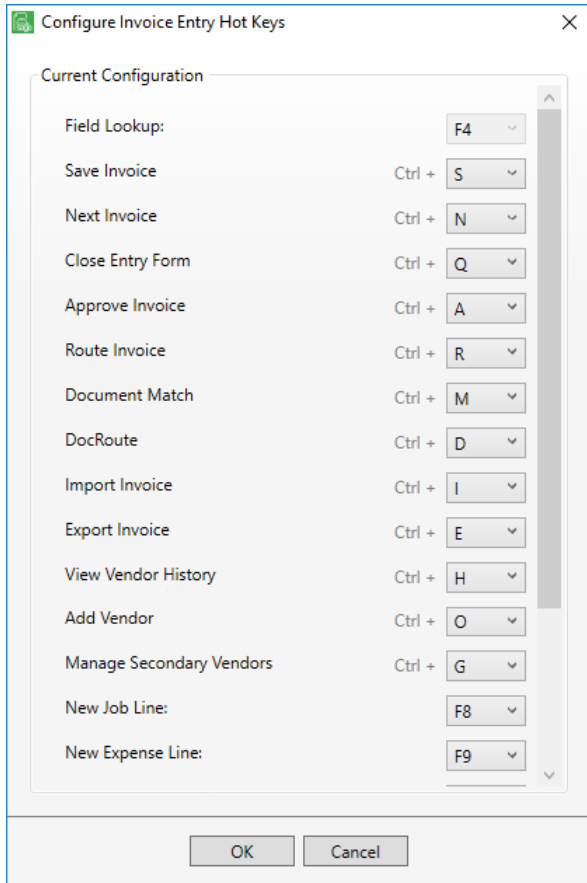 Configure Invoice Entry Hot Keys
Current Configuration
Field Lookup: F4
Save Invoice Ctrl + S
Next Invoice Ctrl + N
Close Entry Form Ctrl + Q
Approve Invoice Ctrl + A
Route Invoice Ctrl + R
Document Match Ctrl + M
DocRoute Ctrl + D
Import Invoice Ctrl + I
Export Invoice Ctrl + E
View Vendor History Ctrl + H
Add Vendor Ctrl + O
Manage Secondary Vendors Ctrl + G
New Job Line: F8
New Expense Line: F9
OK Cancel